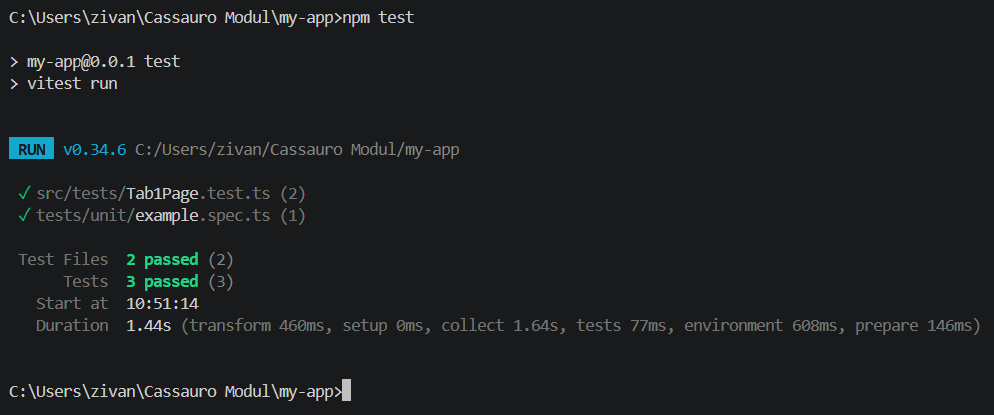 C:\Users\zivan\Cassauro Modul\my-app>npm test
> my-app@0.0.1 test
> vitest run
RUN v0.34.6 C:/Users/zivan/Cassauro Modul/my-app
✓ src/tests/Tab1Page.test.ts (2)
✓ tests/unit/example.spec.ts (1)
Test Files 2 passed (2)
Tests 3 passed (3)
Start at 10:51:14
Duration 1.44s (transform 460ms, setup 0ms, collect 1.64s, tests 77ms, environment 608ms, prepare 146ms)
C:\Users\zivan\Cassauro Modul\my-app>